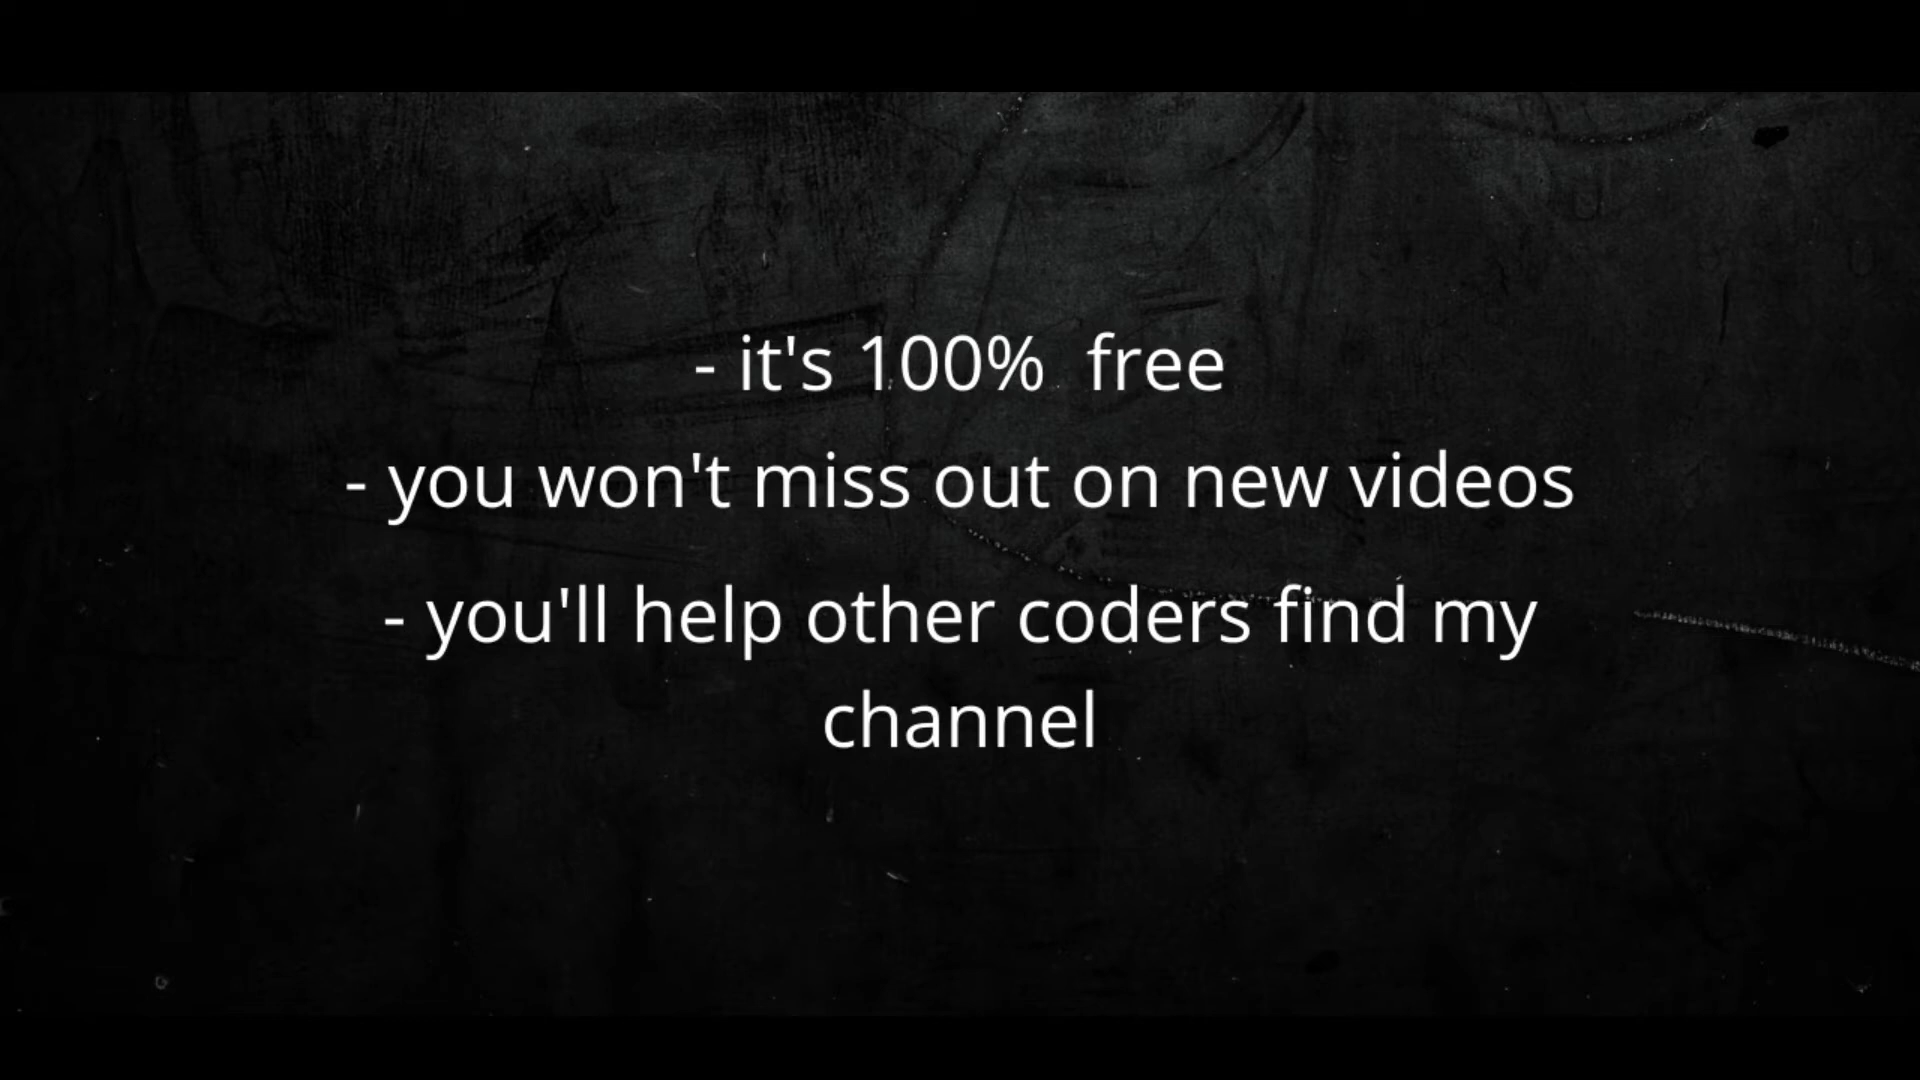 - it's 100%  free
- you won't miss out on new videos
- you'll help other coders find my
channel